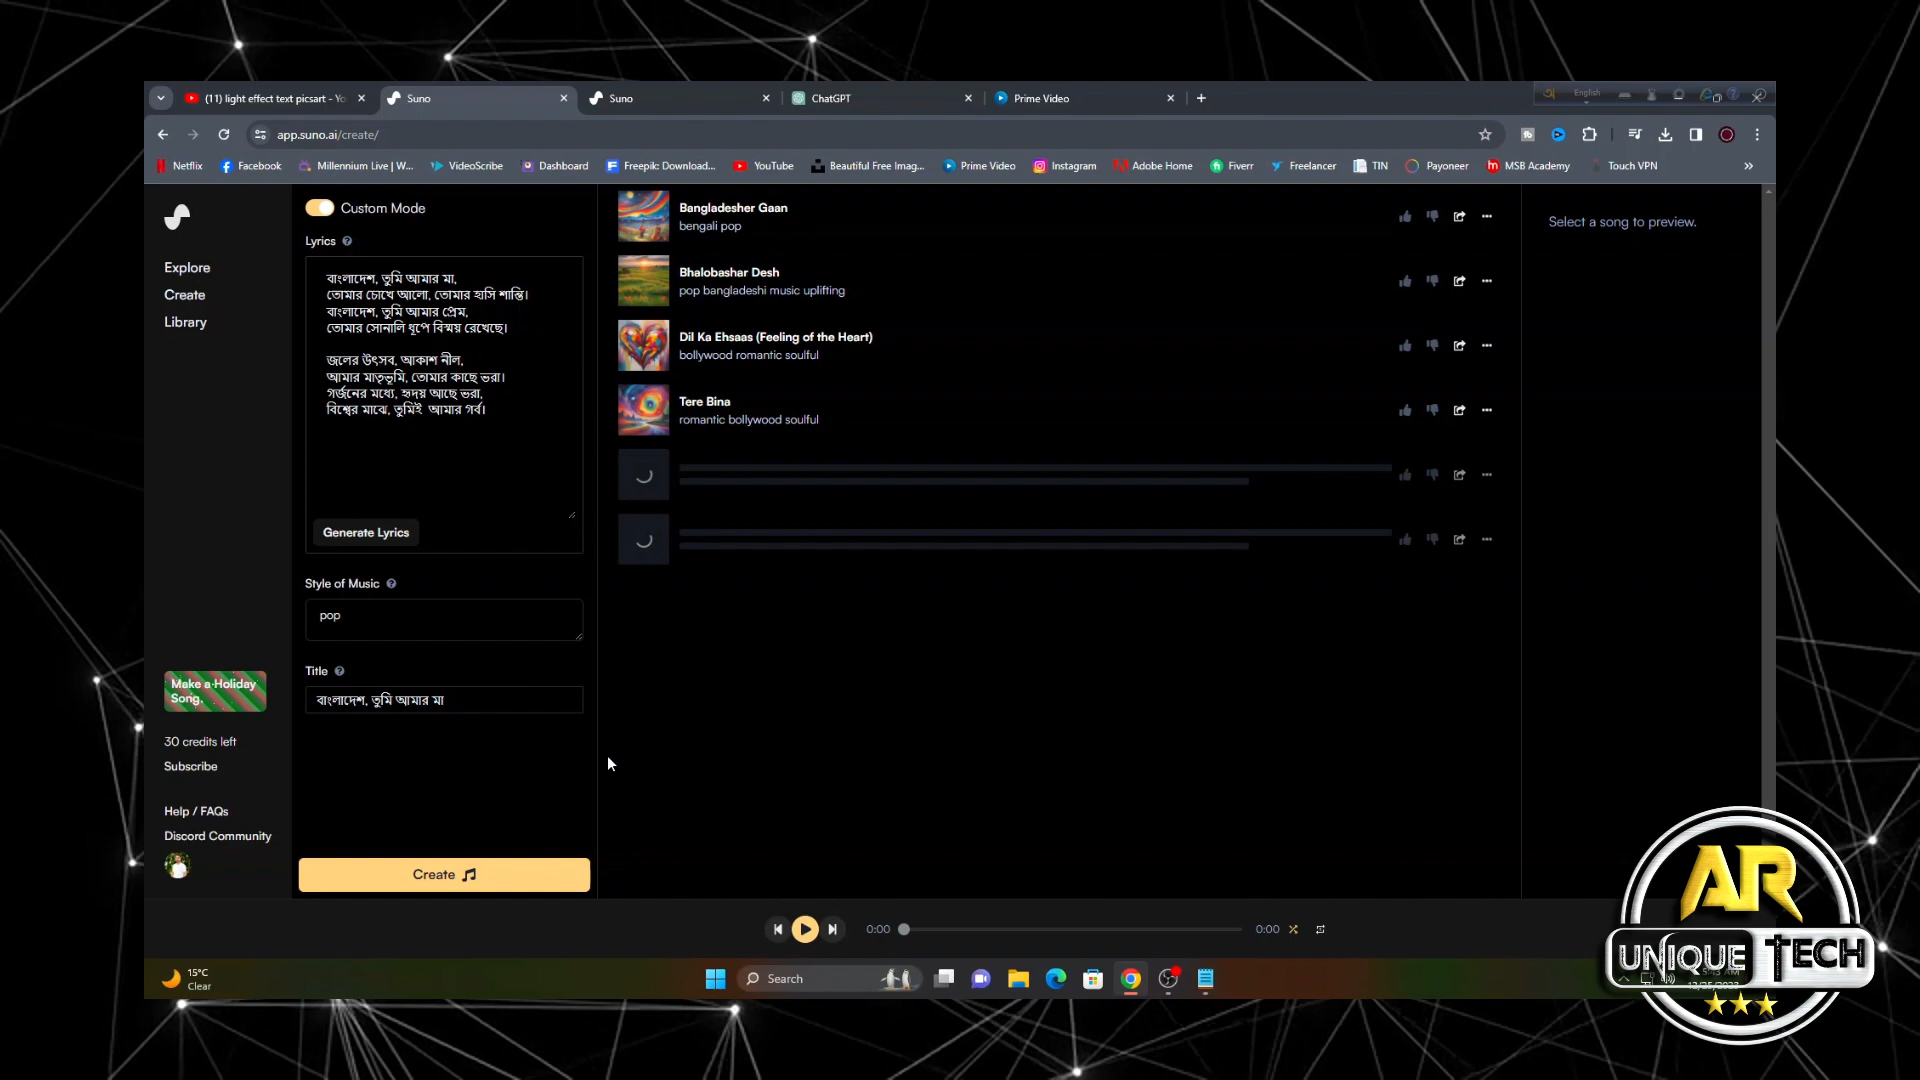 (11) light effect text picsart - Yo
Suno
Suno
ChatGPT
Prime Video
English
app.suno.ai/create/
Netflix
Facebook
Millennium Live | W...
VideoScribe
Dashboard
Freepik: Download...
YouTube
Beautiful Free Imag...
Prime Video
Instagram
Adobe Home
Fiverr
Freelancer
TIN
Payoneer
MSB Academy
Touch VPN
Explore
Create
Library
Make a Holiday
Song.
30 credits left
Subscribe
Help / FAQs
Discord Community
Custom Mode
Lyrics
বাংলাদেশ, তুমি আমার মা,
তোমার চোখে আলো, তোমার হাসি শান্তি।
বাংলাদেশ, তুমি আমার প্রেম,
তোমার সোনালি ধূপে বিস্ময় রেখেছে।
জলের উৎসব, আকাশ নীল,
আমার মাতৃভূমি, তোমার কাছে ভরা।
গর্জনের মধ্যে, হৃদয় আছে ভরা,
বিশ্বের মাঝে, তুমিই আমার গর্ব।
Generate Lyrics
Style of Music
pop
Title
বাংলাদেশ, তুমি আমার মা
Create
Bangladesher Gaan
bengali pop
Bhalobashar Desh
pop bangladeshi music uplifting
Dil Ka Ehsaas (Feeling of the Heart)
bollywood romantic soulful
Tere Bina
romantic bollywood soulful
Select a song to preview.
0:00
0:00
15°C
Clear
Search
AR
UNIQUE TECH